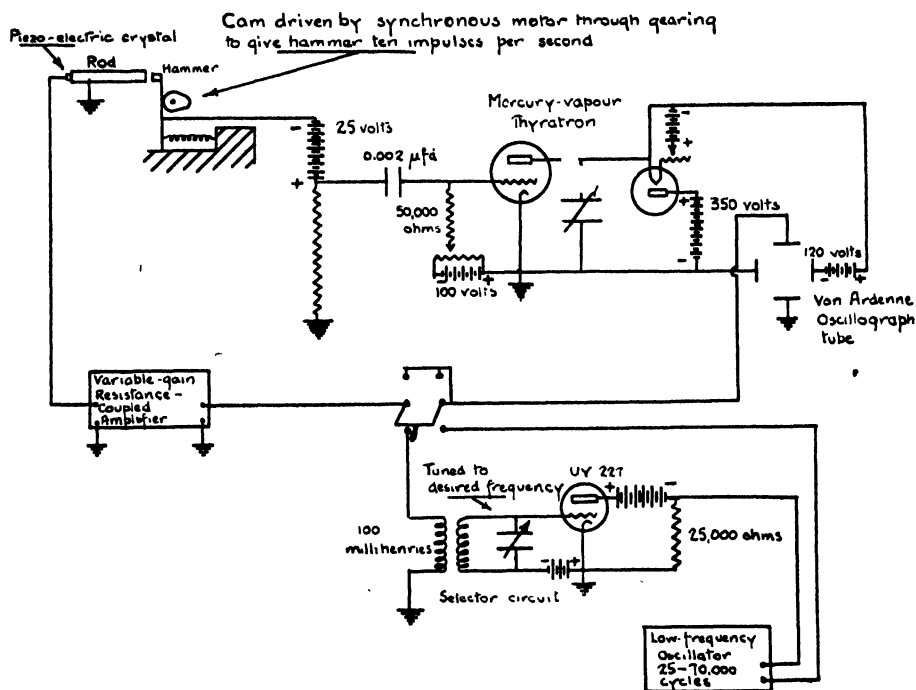 Cam driven by synchronous motor through gearing
to give hammer ten impulses per second
Piezo-electric crystal
Rod
Hammer
- 25 volts
+
0.002 µfd
50,000
ohms
- +
100 volts
Mercury-vapour
Thyratron
-
+
+ 350 volts
-
120 volts
- +
Von Ardenne
Oscillograph
tube
Variable-gain
Resistance-
Coupled
Amplifier
Tuned to
desired frequency
UY 227
+ -
100
millihenries
25,000 ohms
- +
Selector circuit
Low-frequency
Oscillator
25-70,000
cycles